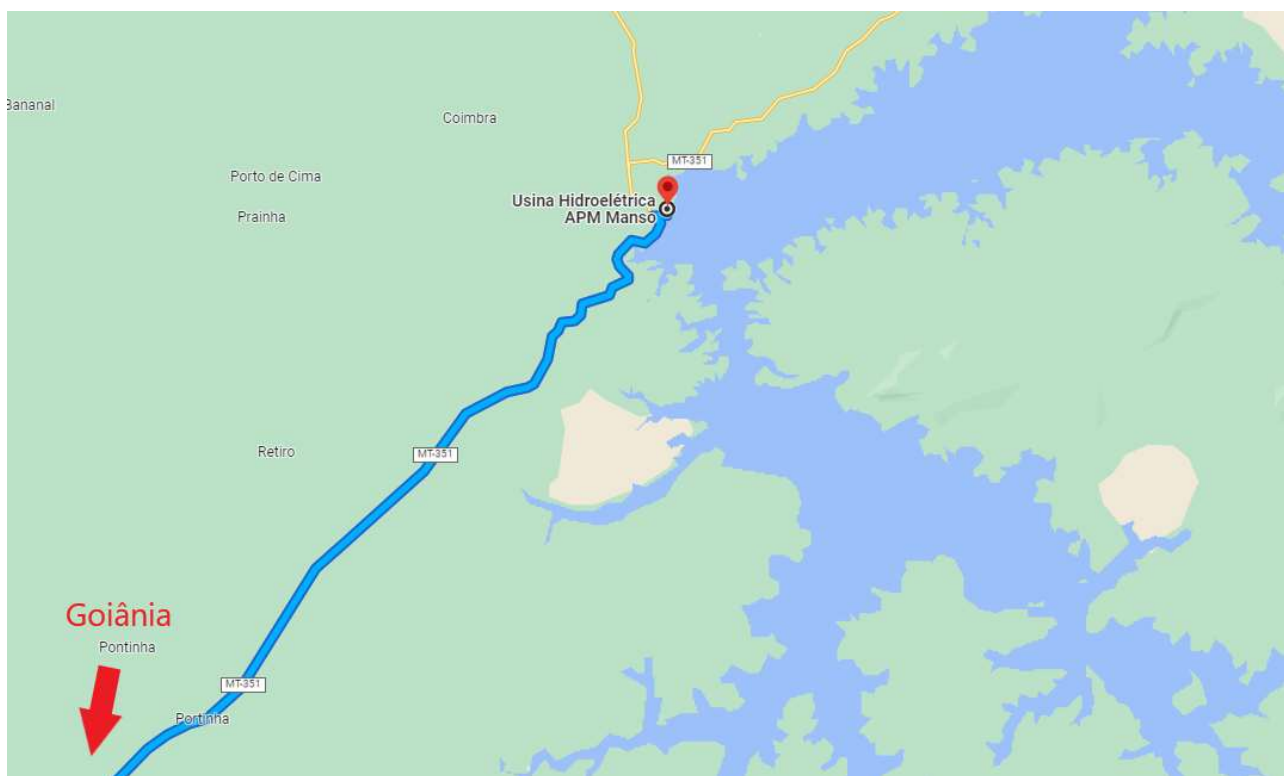 Bananal
Coimbra
MT-351
Porto de Cima
Usina Hidroelétrica
APM Manso
Prainha
Retiro
MT-351
Goiânia
Pontinha
MT-351
Portinha